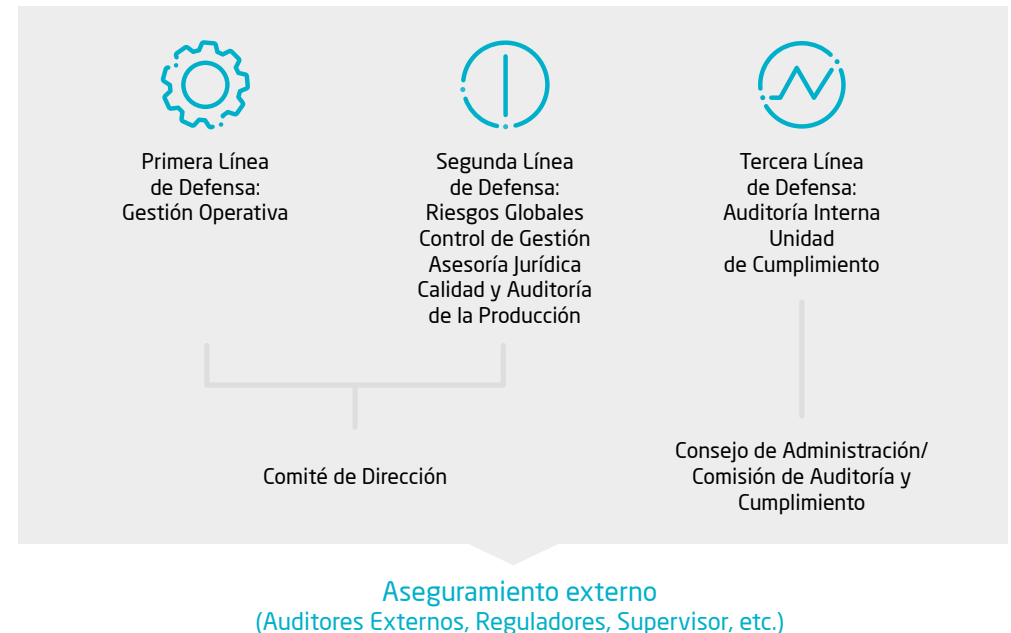 Primera Línea
de Defensa:
Gestión Operativa
Segunda Línea
de Defensa:
Riesgos Globales
Control de Gestión
Asesoría Jurídica
Calidad y Auditoría
de la Producción
Tercera Línea
de Defensa:
Auditoría Interna
Unidad
de Cumplimiento
Comité de Dirección
Consejo de Administración/
Comisión de Auditoría y
Cumplimiento
Aseguramiento externo
(Auditores Externos, Reguladores, Supervisor, etc.)